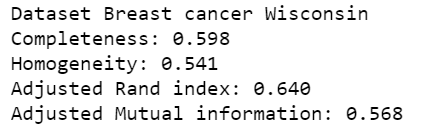 Dataset Breast cancer Wisconsin
Completeness: 0.598
Homogeneity: 0.541
Adjusted Rand index: 0.640
Adjusted Mutual information: 0.568